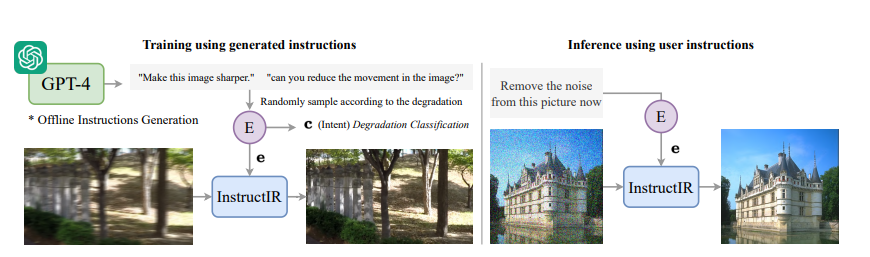 Training using generated instructions
GPT-4
"Make this image sharper." "can you reduce the movement in the image?"
Randomly sample according to the degradation
* Offline Instructions Generation
E
c (Intent) Degradation Classification
e
InstructIR
Inference using user instructions
Remove the noise
from this picture now
E
e
InstructIR